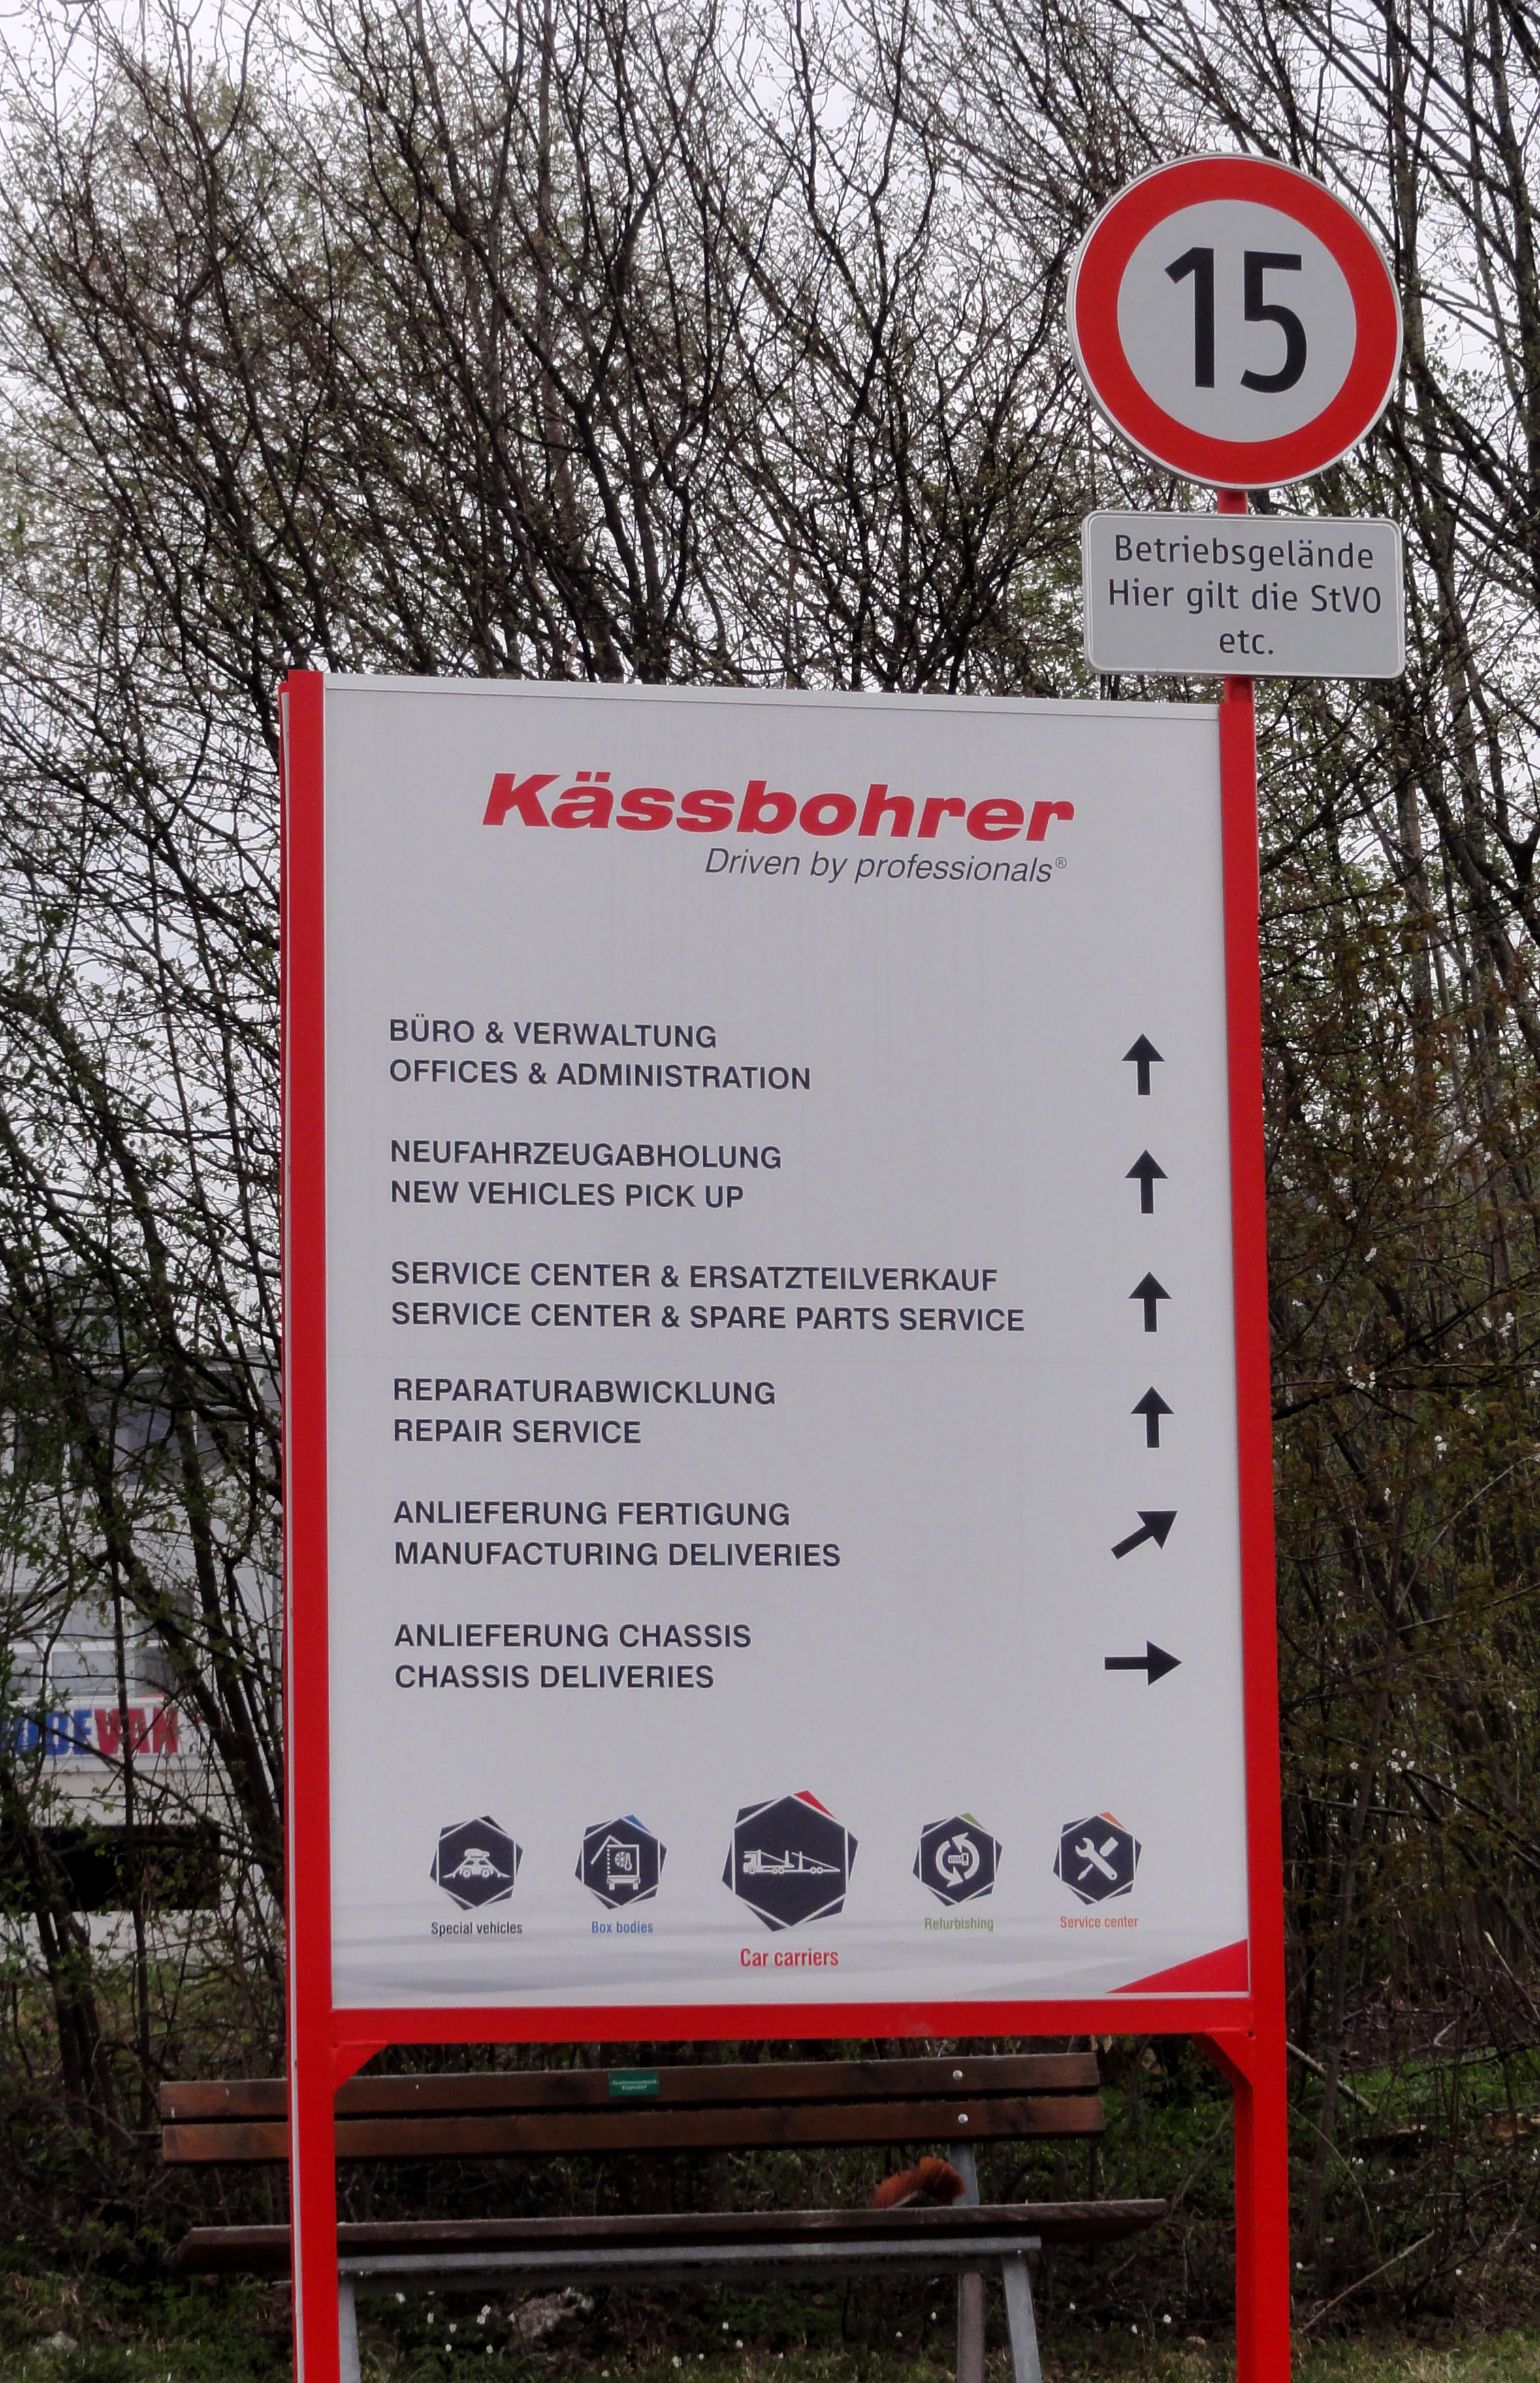 15
Betriebsgelände
Hier gilt die StVO
etc.
Kässbohrer
Driven by professionals®
BÜRO & VERWALTUNG
OFFICES & ADMINISTRATION
NEUFAHRZEUGABHOLUNG
NEW VEHICLES PICK UP
SERVICE CENTER & ERSATZTEILVERKAUF
SERVICE CENTER & SPARE PARTS SERVICE
REPARATURABWICKLUNG
REPAIR SERVICE
ANLIEFERUNG FERTIGUNG
MANUFACTURING DELIVERIES
ANLIEFERUNG CHASSIS
CHASSIS DELIVERIES
Special vehicles
Box bodies
Car carriers
Refurbishing
Service center